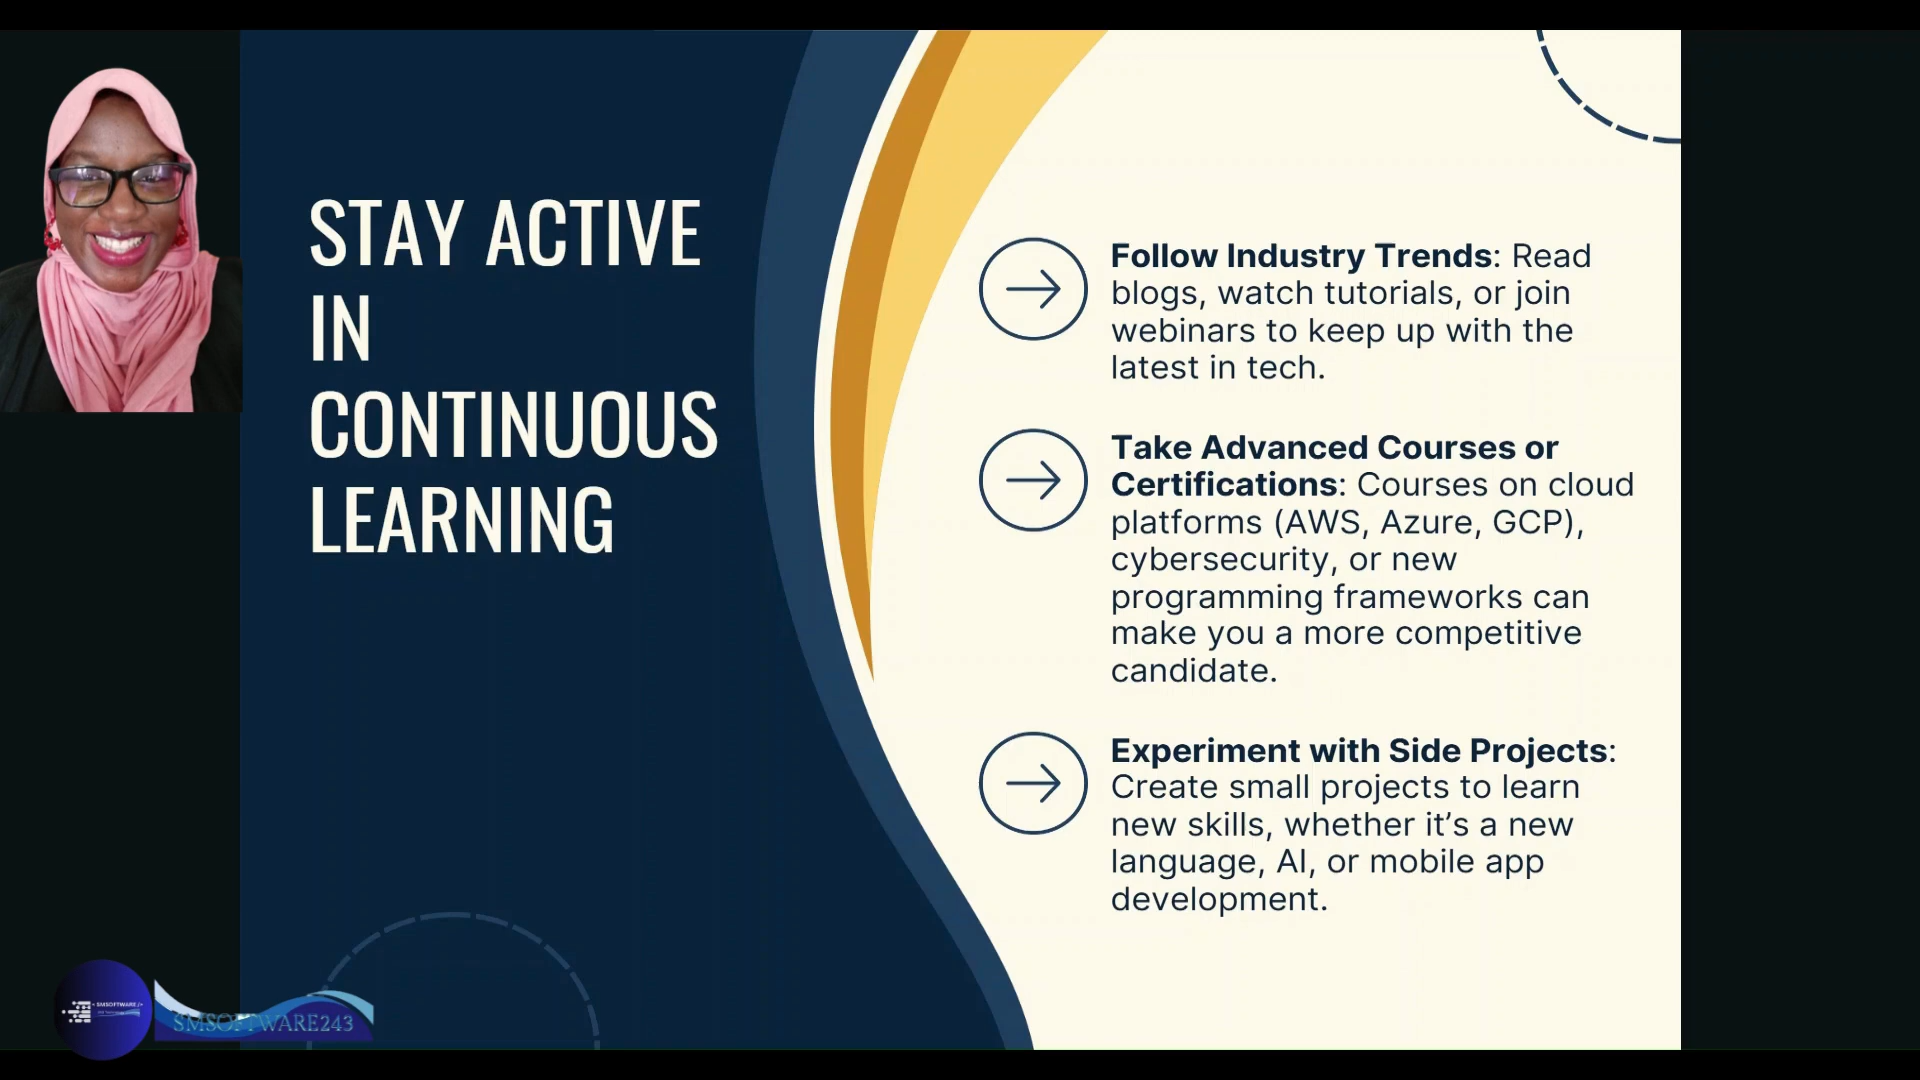 STAY ACTIVE
IN
CONTINUOUS
LEARNING
Follow Industry Trends: Read
blogs, watch tutorials, or join
webinars to keep up with the
latest in tech.
Take Advanced Courses or
Certifications: Courses on cloud
platforms (AWS, Azure, GCP),
cybersecurity, or new
programming frameworks can
make you a more competitive
candidate.
Experiment with Side Projects:
Create small projects to learn
new skills, whether it’s a new
language, AI, or mobile app
development.
SMSOFTWARE
SMSOFTWARE243